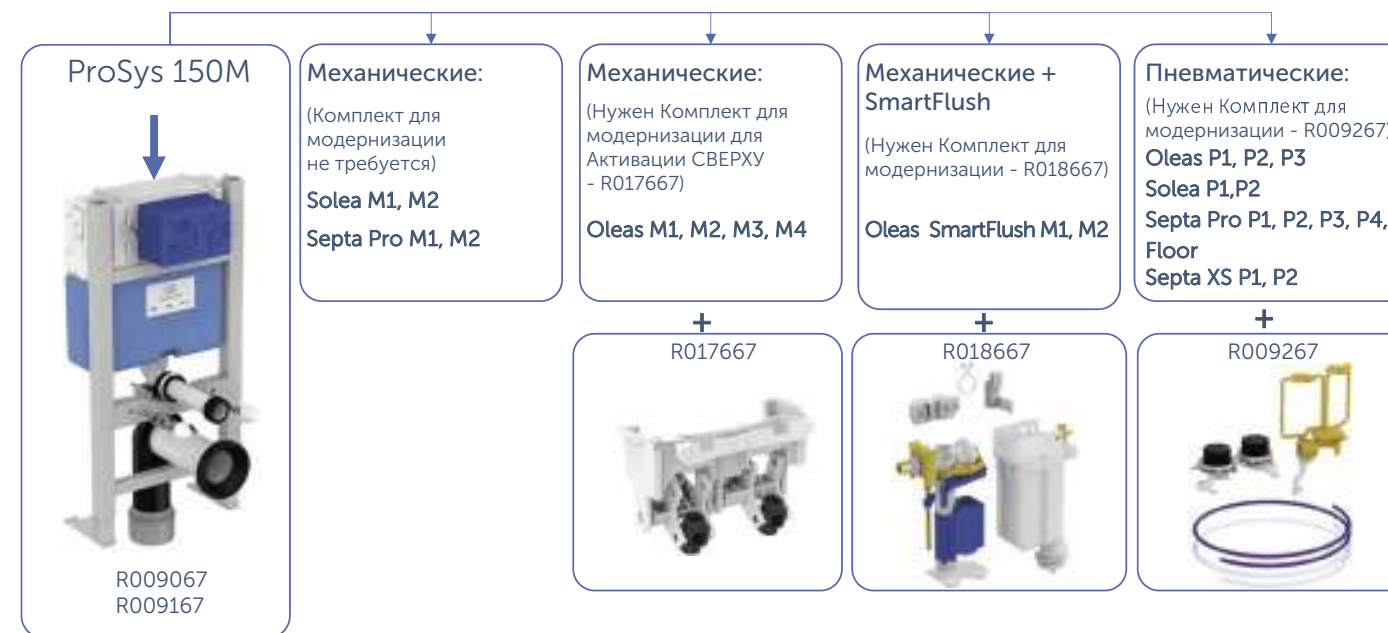 ProSys 150M
R009067
R009167
Механические:
(Комплект для
модернизации
не требуется)
Solea M1, M2
Septa Pro M1, M2
Механические:
(Нужен Комплект для
модернизации для
Активации СВЕРХУ
- R017667)
Oleas M1, M2, M3, M4
+
R017667
Механические +
SmartFlush
(Нужен Комплект для
модернизации - R018667)
Oleas SmartFlush M1, M2
+
R018667
Пневматические:
(Нужен Комплект для
модернизации - R009267)
Oleas P1, P2, P3
Solea P1,P2
Septa Pro P1, P2, P3, P4,
Floor
Septa XS P1, P2
+
R009267